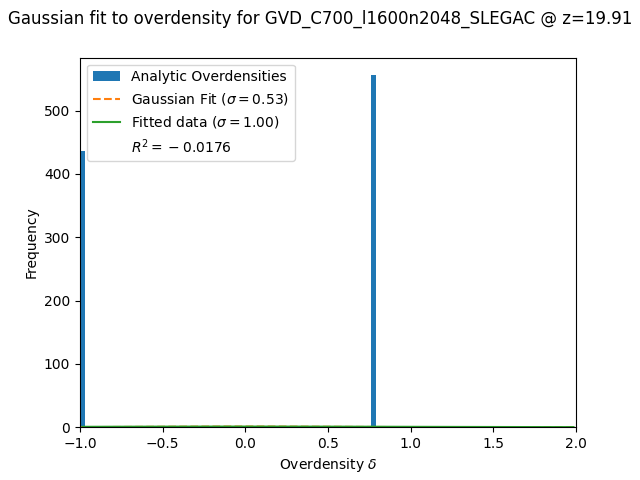 Gaussian fit to overdensity for GVD_C700_l1600n2048_SLEGAC @ z=19.91
Analytic Overdensities
Gaussian Fit (σ = 0.53)
Fitted data (σ = 1.00)
R² = −0.0176
Frequency
500
400
300
200
100
0
−1.0 −0.5 0.0 0.5 1.0 1.5 2.0
Overdensity δ